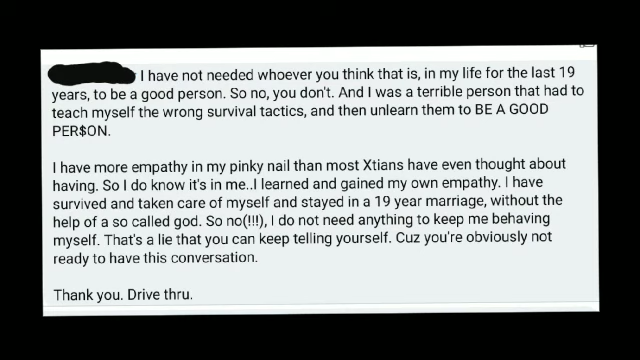 I have not needed whoever you think that is, in my life for the last 19
years, to be a good person. So no, you don't. And I was a terrible person that had to
teach myself the wrong survival tactics, and then unlearn them to BE A GOOD
PER$ON.
I have more empathy in my pinky nail than most Xtians have even thought about
having. So I do know it's in me..I learned and gained my own empathy. I have
survived and taken care of myself and stayed in a 19 year marriage, without the
help of a so called god. So no(!!!), I do not need anything to keep me behaving
myself. That's a lie that you can keep telling yourself. Cuz you're obviously not
ready to have this conversation.
Thank you. Drive thru.